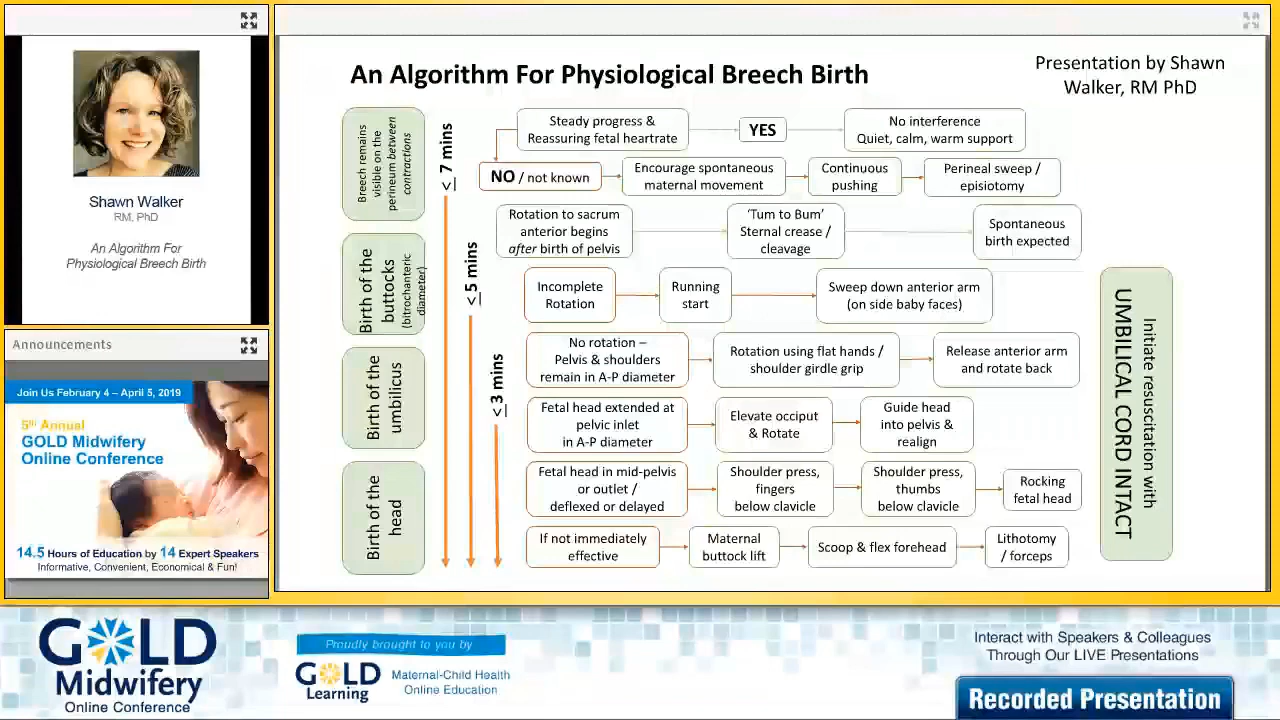 Shawn Walker
RM, PhD
An Algorithm For
Physiological Breech Birth
Announcements
Join Us February 4 – April 5, 2019
5th Annual
GOLD Midwifery
Online Conference
14.5 Hours of Education by 14 Expert Speakers
Informative, Convenient, Economical & Fun!
An Algorithm For Physiological Breech Birth
Presentation by Shawn
Walker, RM PhD
Breech remains
visible on the
perineum between
contractions
< 7 mins
Steady progress &
Reassuring fetal heartrate
YES
No interference
Quiet, calm, warm support
NO / not known
Encourage spontaneous
maternal movement
Continuous
pushing
Perineal sweep /
episiotomy
Rotation to sacrum
anterior begins
after birth of pelvis
‘Tum to Bum’
Sternal crease /
cleavage
Spontaneous
birth expected
Birth of the
buttocks
(bitrochanteric
diameter)
< 5 mins
Incomplete
Rotation
Running
start
Sweep down anterior arm
(on side baby faces)
Birth of the
umbilicus
< 3 mins
No rotation –
Pelvis & shoulders
remain in A-P diameter
Rotation using flat hands /
shoulder girdle grip
Release anterior arm
and rotate back
Fetal head extended at
pelvic inlet
in A-P diameter
Elevate occiput
& Rotate
Guide head
into pelvis &
realign
Birth of the
head
Fetal head in mid-pelvis
or outlet /
deflexed or delayed
Shoulder press,
fingers
below clavicle
Shoulder press,
thumbs
below clavicle
Rocking
fetal head
If not immediately
effective
Maternal
buttock lift
Scoop & flex forehead
Lithotomy
/ forceps
Initiate resuscitation with
UMBILICAL CORD INTACT
GOLD
Midwifery
Online Conference
Proudly brought to you by
GOLD
Learning
Maternal-Child Health
Online Education
Interact with Speakers & Colleagues
Through Our LIVE Presentations
Recorded Presentation